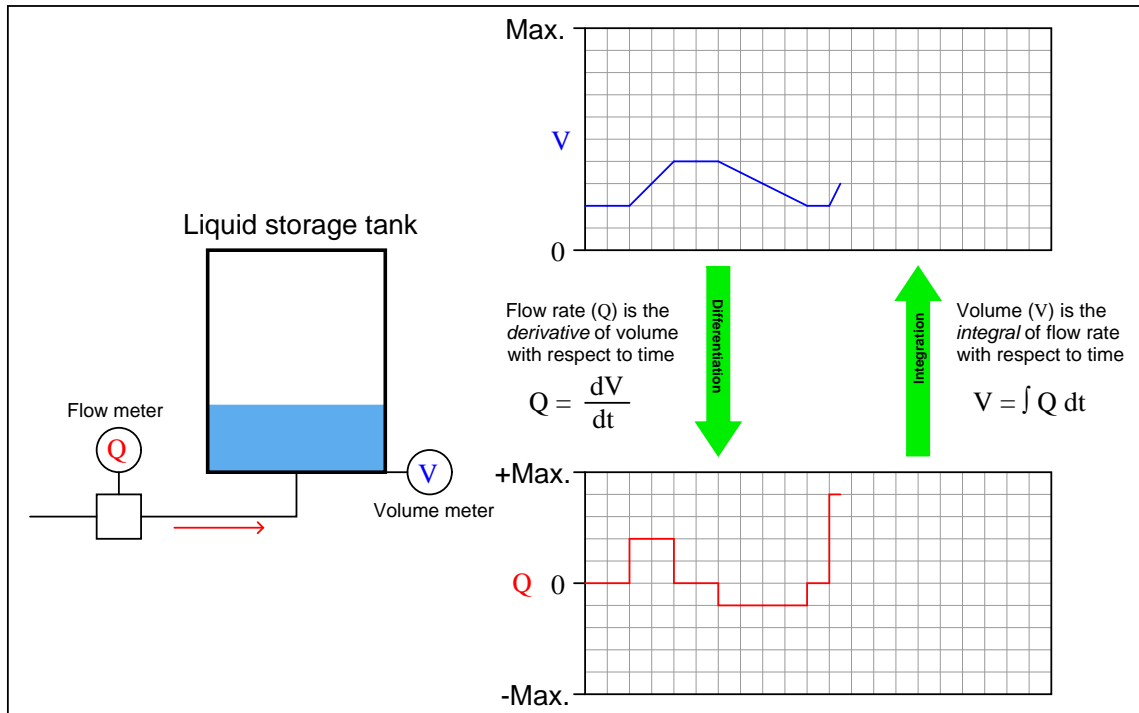 Max.
V
0
Liquid storage tank
Flow meter
Q
V
Volume meter
Flow rate (Q) is the
derivative of volume
with respect to time
Q = dV
dt
Differentiation
Integration
Volume (V) is the
integral of flow rate
with respect to time
V = ∫ Q dt
+Max.
Q 0
-Max.